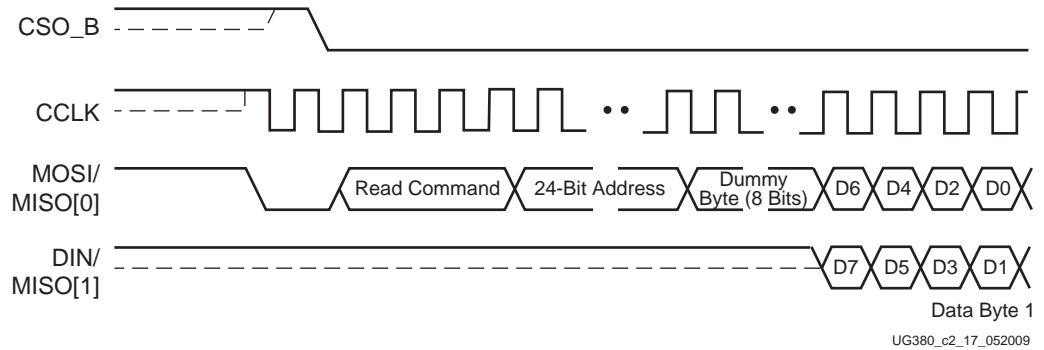 CSO_B
CCLK
MOSI/
MISO[0]
Read Command 24-Bit Address Dummy
Byte (8 Bits) D6 D4 D2 D0
DIN/
MISO[1]
D7 D5 D3 D1
Data Byte 1
UG380_c2_17_052009